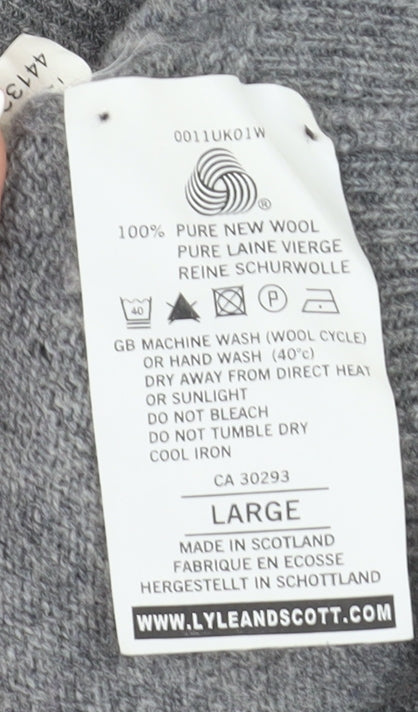 4413
0011UK01W
®
100% PURE NEW WOOL
PURE LAINE VIERGE
REINE SCHURWOLLE
40 P
GB MACHINE WASH (WOOL CYCLE)
OR HAND WASH (40°c)
DRY AWAY FROM DIRECT HEAT
OR SUNLIGHT
DO NOT BLEACH
DO NOT TUMBLE DRY
COOL IRON
CA 30293
LARGE
MADE IN SCOTLAND
FABRIQUE EN ECOSSE
HERGESTELLT IN SCHOTTLAND
WWW.LYLEANDSCOTT.COM